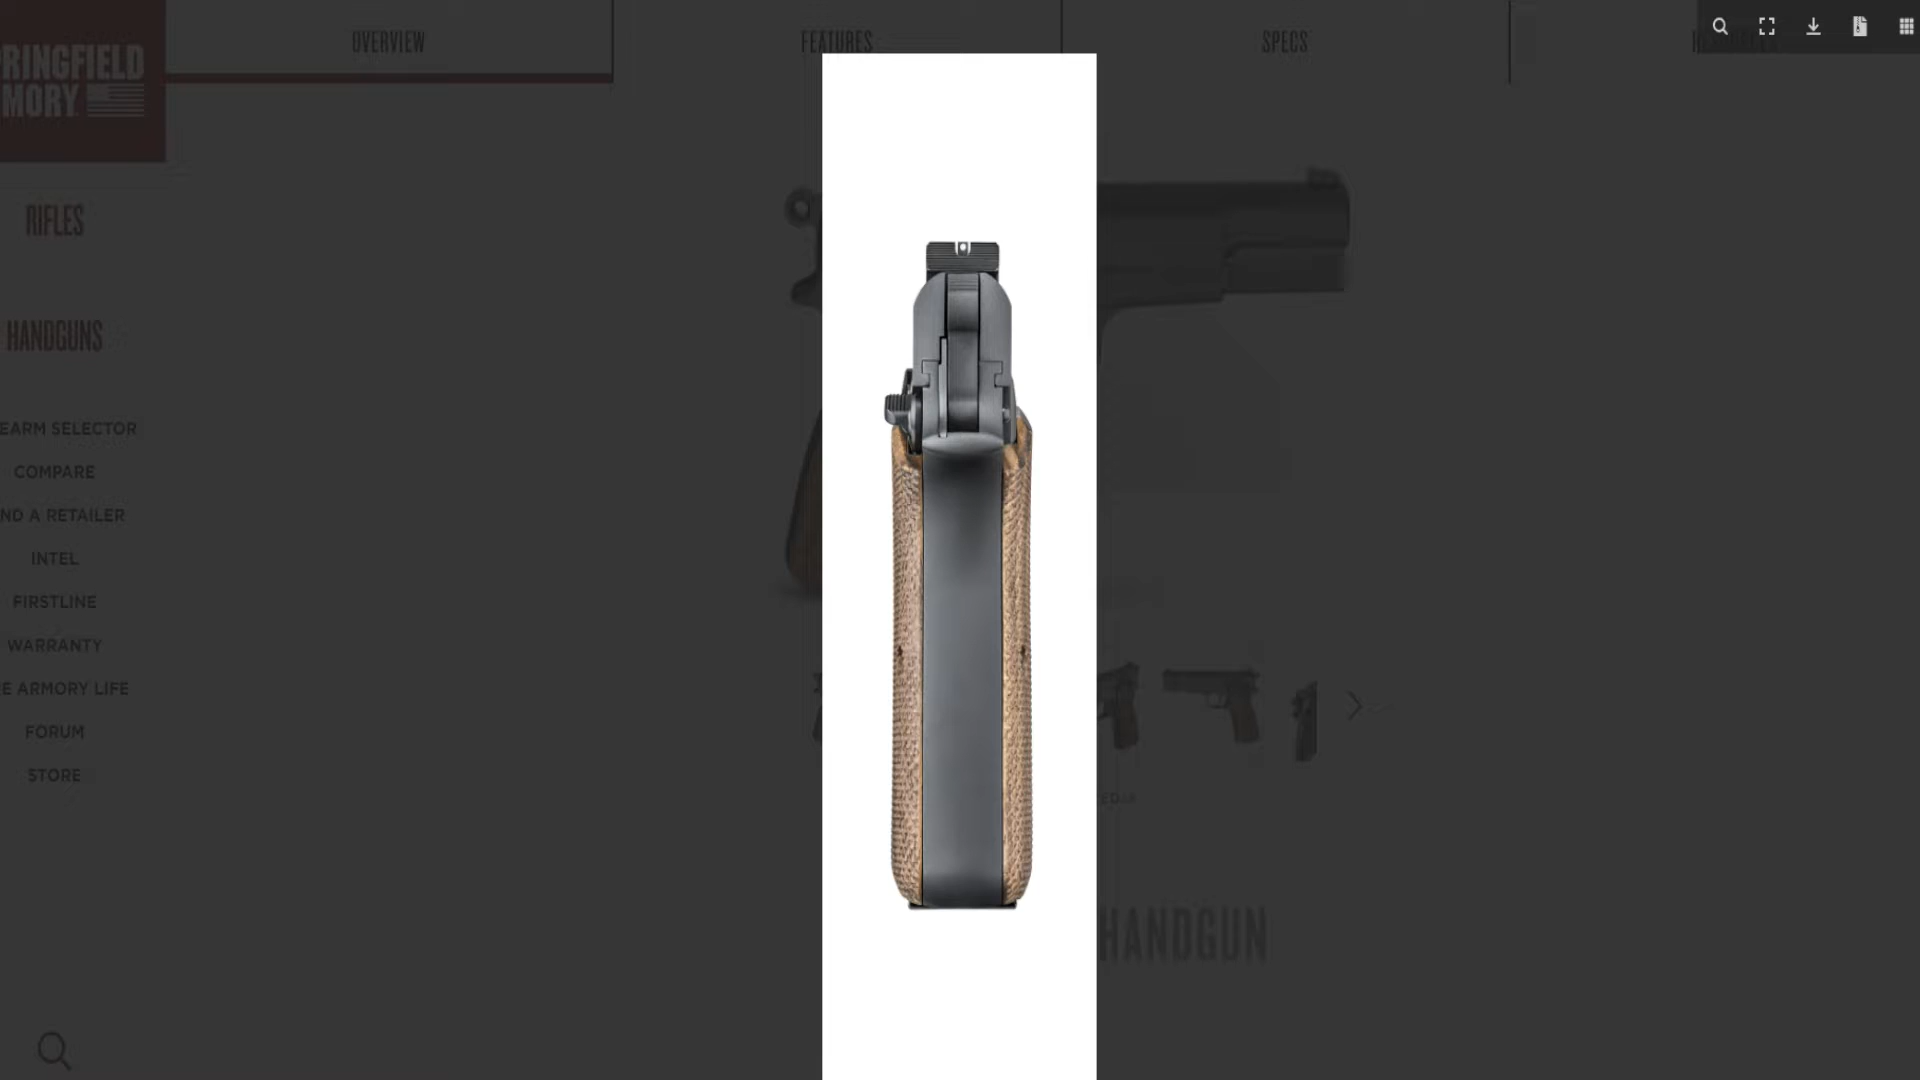 OVERVIEW
FEATURES
SPECS
RINGFIELD
MORY
RIFLES
HANDGUNS
EARM SELECTOR
COMPARE
ND A RETAILER
INTEL
FIRSTLINE
WARRANTY
E ARMORY LIFE
FORUM
STORE
EDIA
HANDGUN